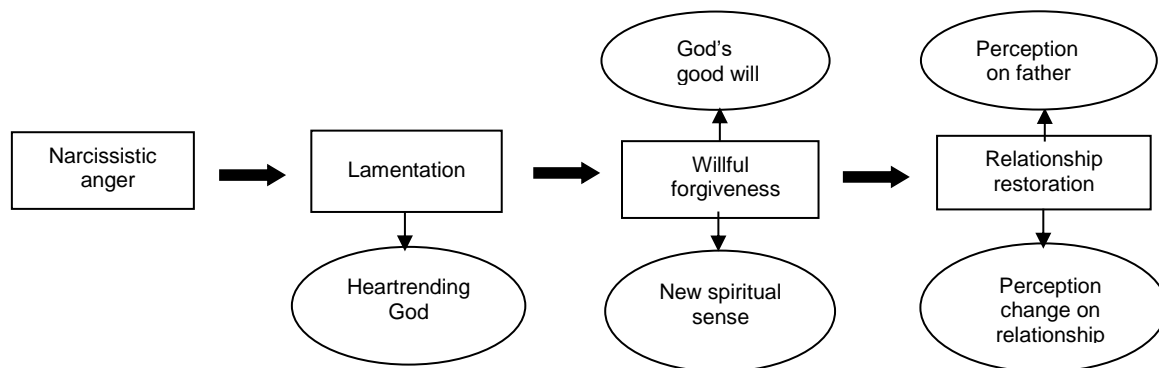 God's
good will
Perception
on father
Narcissistic
anger
Lamentation
Willful
forgiveness
Relationship
restoration
Heartrending
God
New spiritual
sense
Perception
change on
relationship